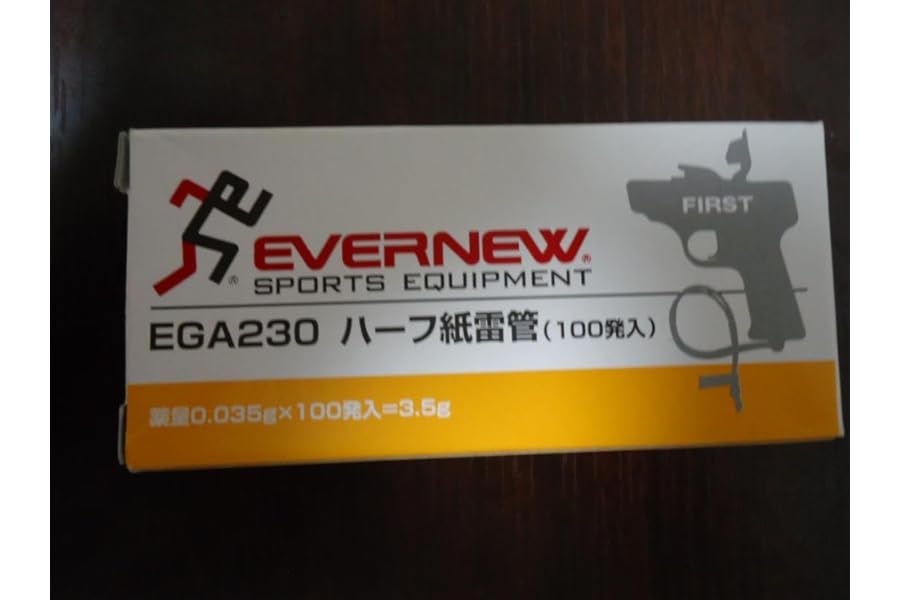 FIRST
EVERNEW®
SPORTS EQUIPMENT
EGA230 ハーフ紙雷管(100発入)
薬量0.035g×100発入=3.5g